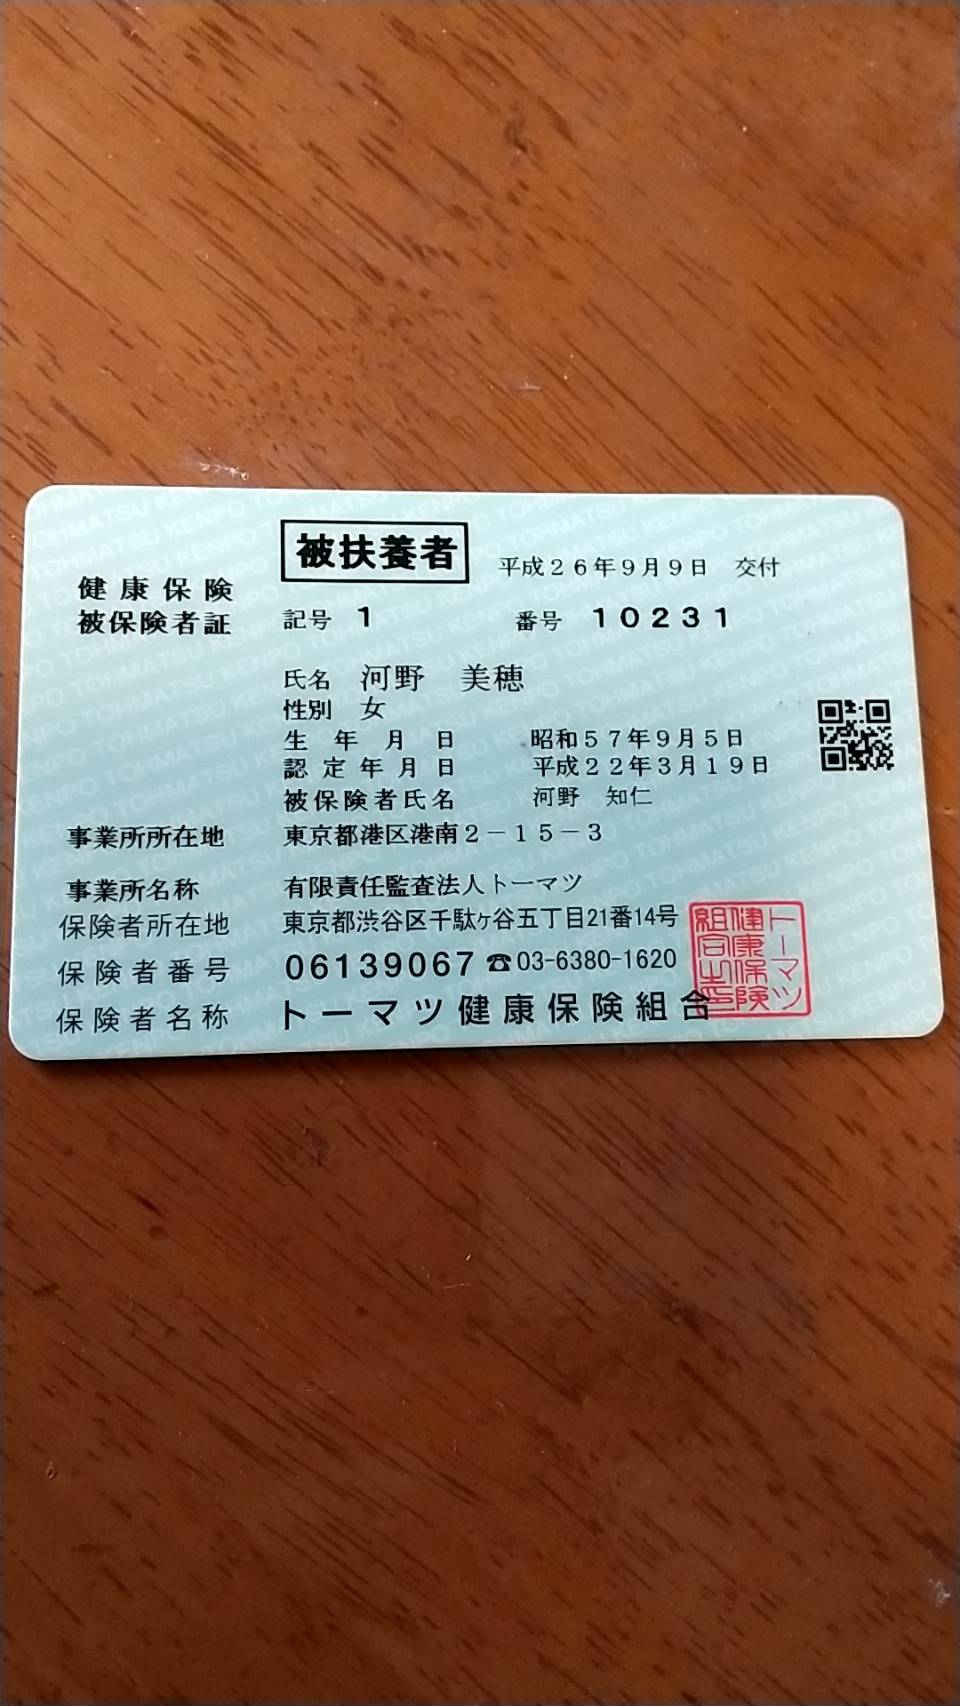 被扶養者 平成26年9月9日 交付
健康保険
被保険者証
記号 1 番号 10231
氏名 河野 美穂
性別 女
生年月日 昭和57年9月5日
認定年月日 平成22年3月19日
被保険者氏名 河野 知仁
事業所所在地 東京都港区港南2-15-3
事業所名称 有限責任監査法人トーマツ
保険者所在地 東京都渋谷区千駄ヶ谷五丁目21番14号
保険者番号 06139067 ☎03-6380-1620
保険者名称 トーマツ健康保険組合
トーマツ
健康保険
組合之印
TOHMATSU KENPO